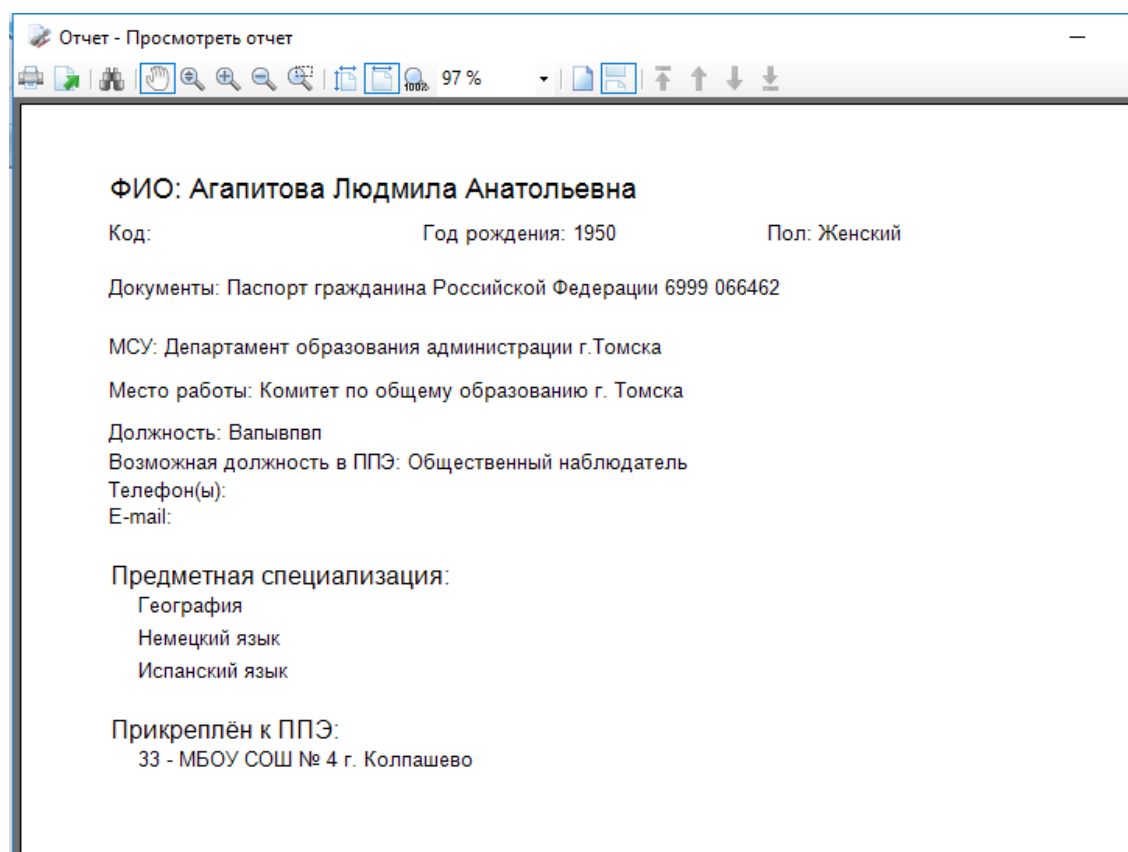 Отчет - Просмотреть отчет
100% 97 %
ФИО: Агапитова Людмила Анатольевна
Код: Год рождения: 1950 Пол: Женский
Документы: Паспорт гражданина Российской Федерации 6999 066462
МСУ: Департамент образования администрации г.Томска
Место работы: Комитет по общему образованию г. Томска
Должность: Вапывпвп
Возможная должность в ППЭ: Общественный наблюдатель
Телефон(ы):
E-mail:
Предметная специализация:
География
Немецкий язык
Испанский язык
Прикреплён к ППЭ:
33 - МБОУ СОШ № 4 г. Колпашево